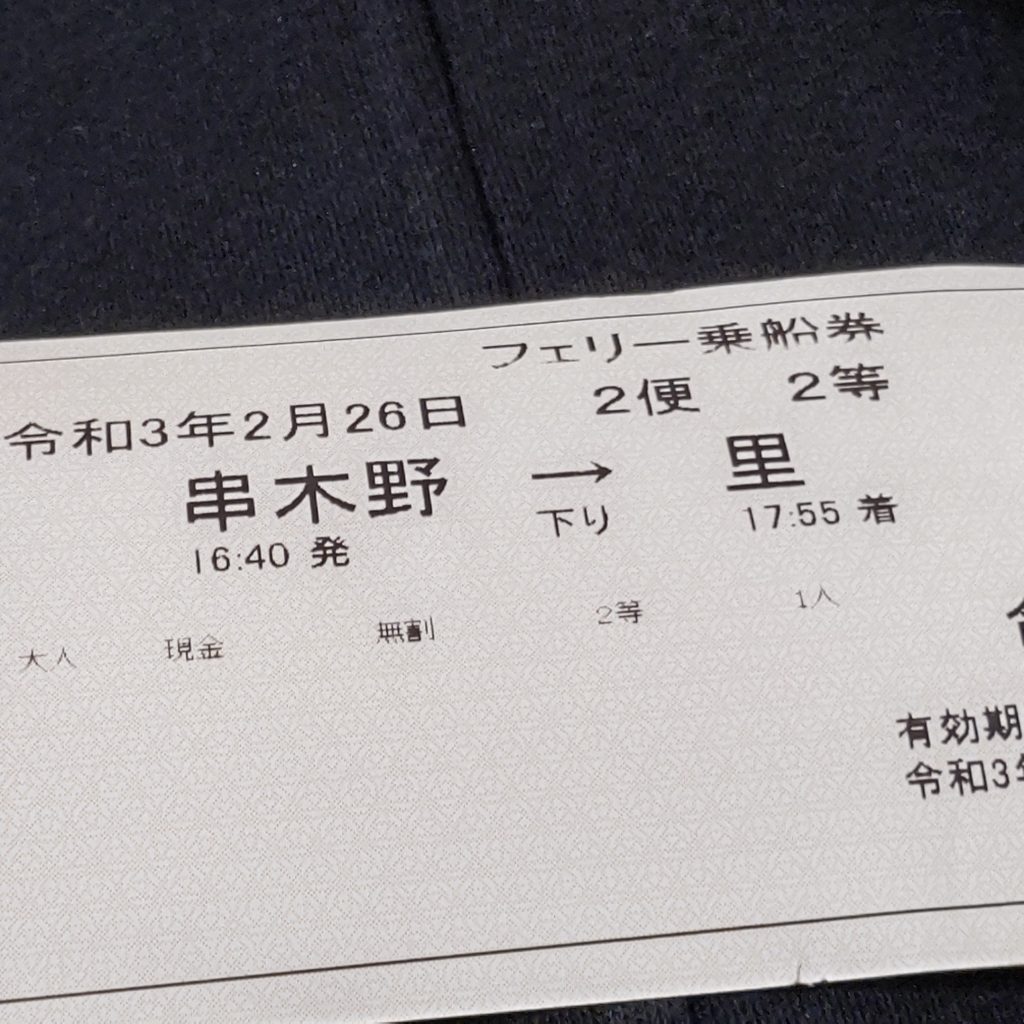 フェリー乗船券
令和3年2月26日 2便 2等
串木野 → 里
16:40 発 下り 17:55 着
大人 現金 無割 2等 1人
有効期
令和3年